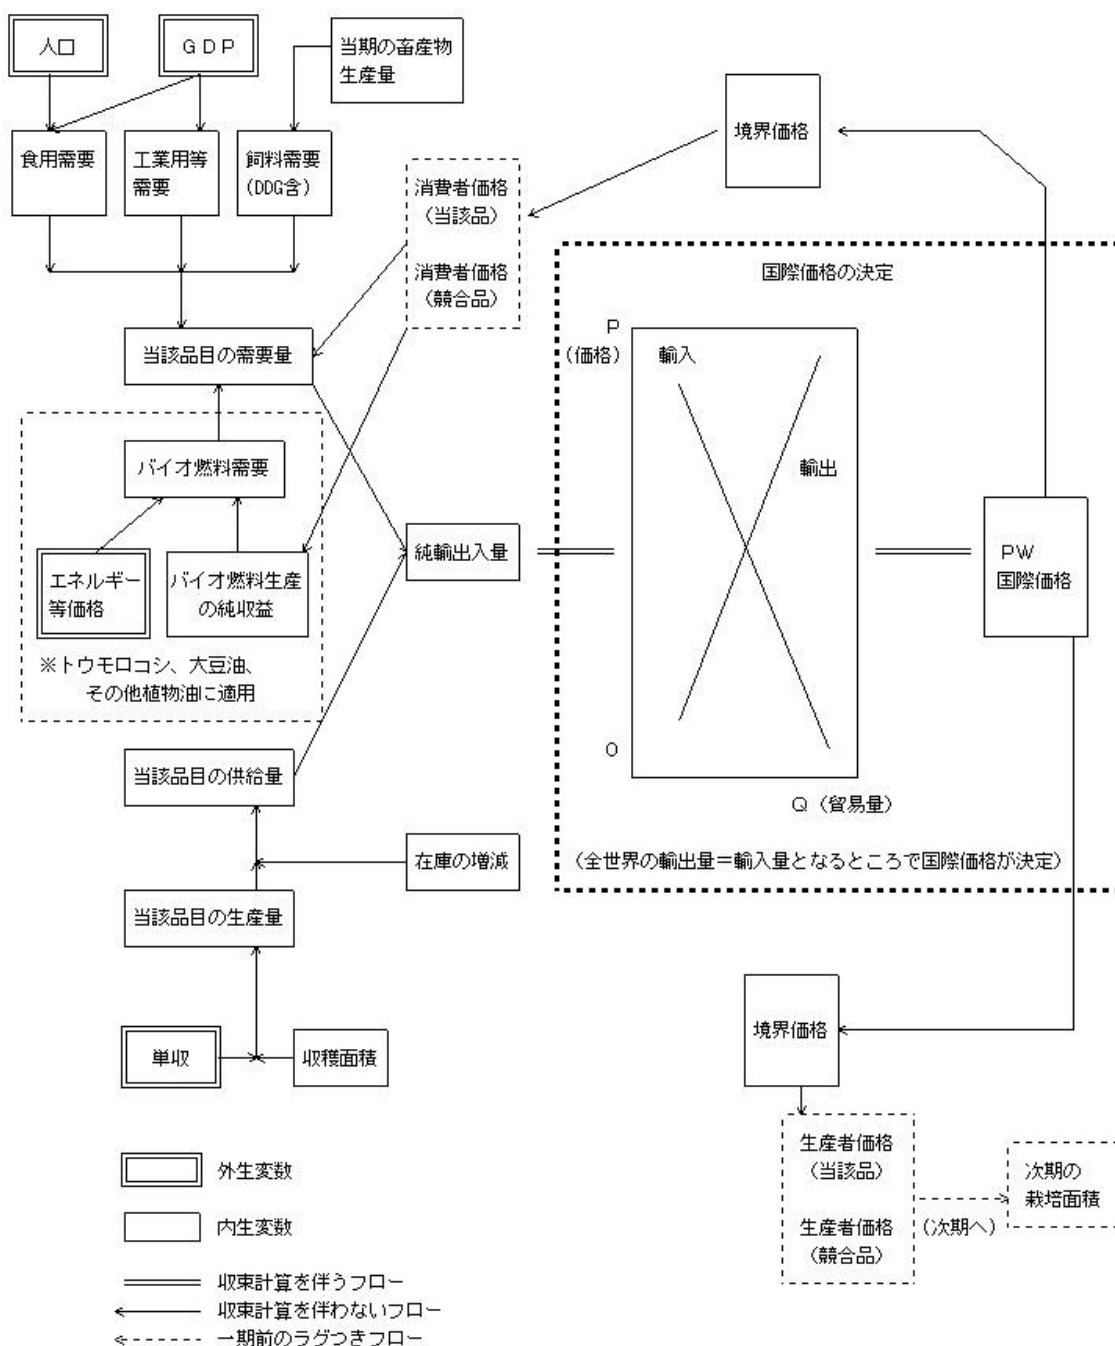 人口
ＧＤＰ
当期の畜産物
生産量
境界価格
食用需要
工業用等
需要
飼料需要
(DDG含)
消費者価格
(当該品)
消費者価格
(競合品)
国際価格の決定
Ｐ
(価格)
輸入
輸出
当該品目の需要量
バイオ燃料需要
エネルギー
等価格
バイオ燃料生産
の純収益
※トウモロコシ、大豆油、
その他植物油に適用
純輸出入量
ＰＷ
国際価格
Ｏ
Ｑ（貿易量）
（全世界の輸出量＝輸入量となるところで国際価格が決定）
当該品目の供給量
在庫の増減
当該品目の生産量
単収
収穫面積
境界価格
生産者価格
(当該品)
生産者価格
(競合品)
(次期へ)
次期の
栽培面積
外生変数
内生変数
収束計算を伴うフロー
収束計算を伴わないフロー
一期前のラグつきフロー